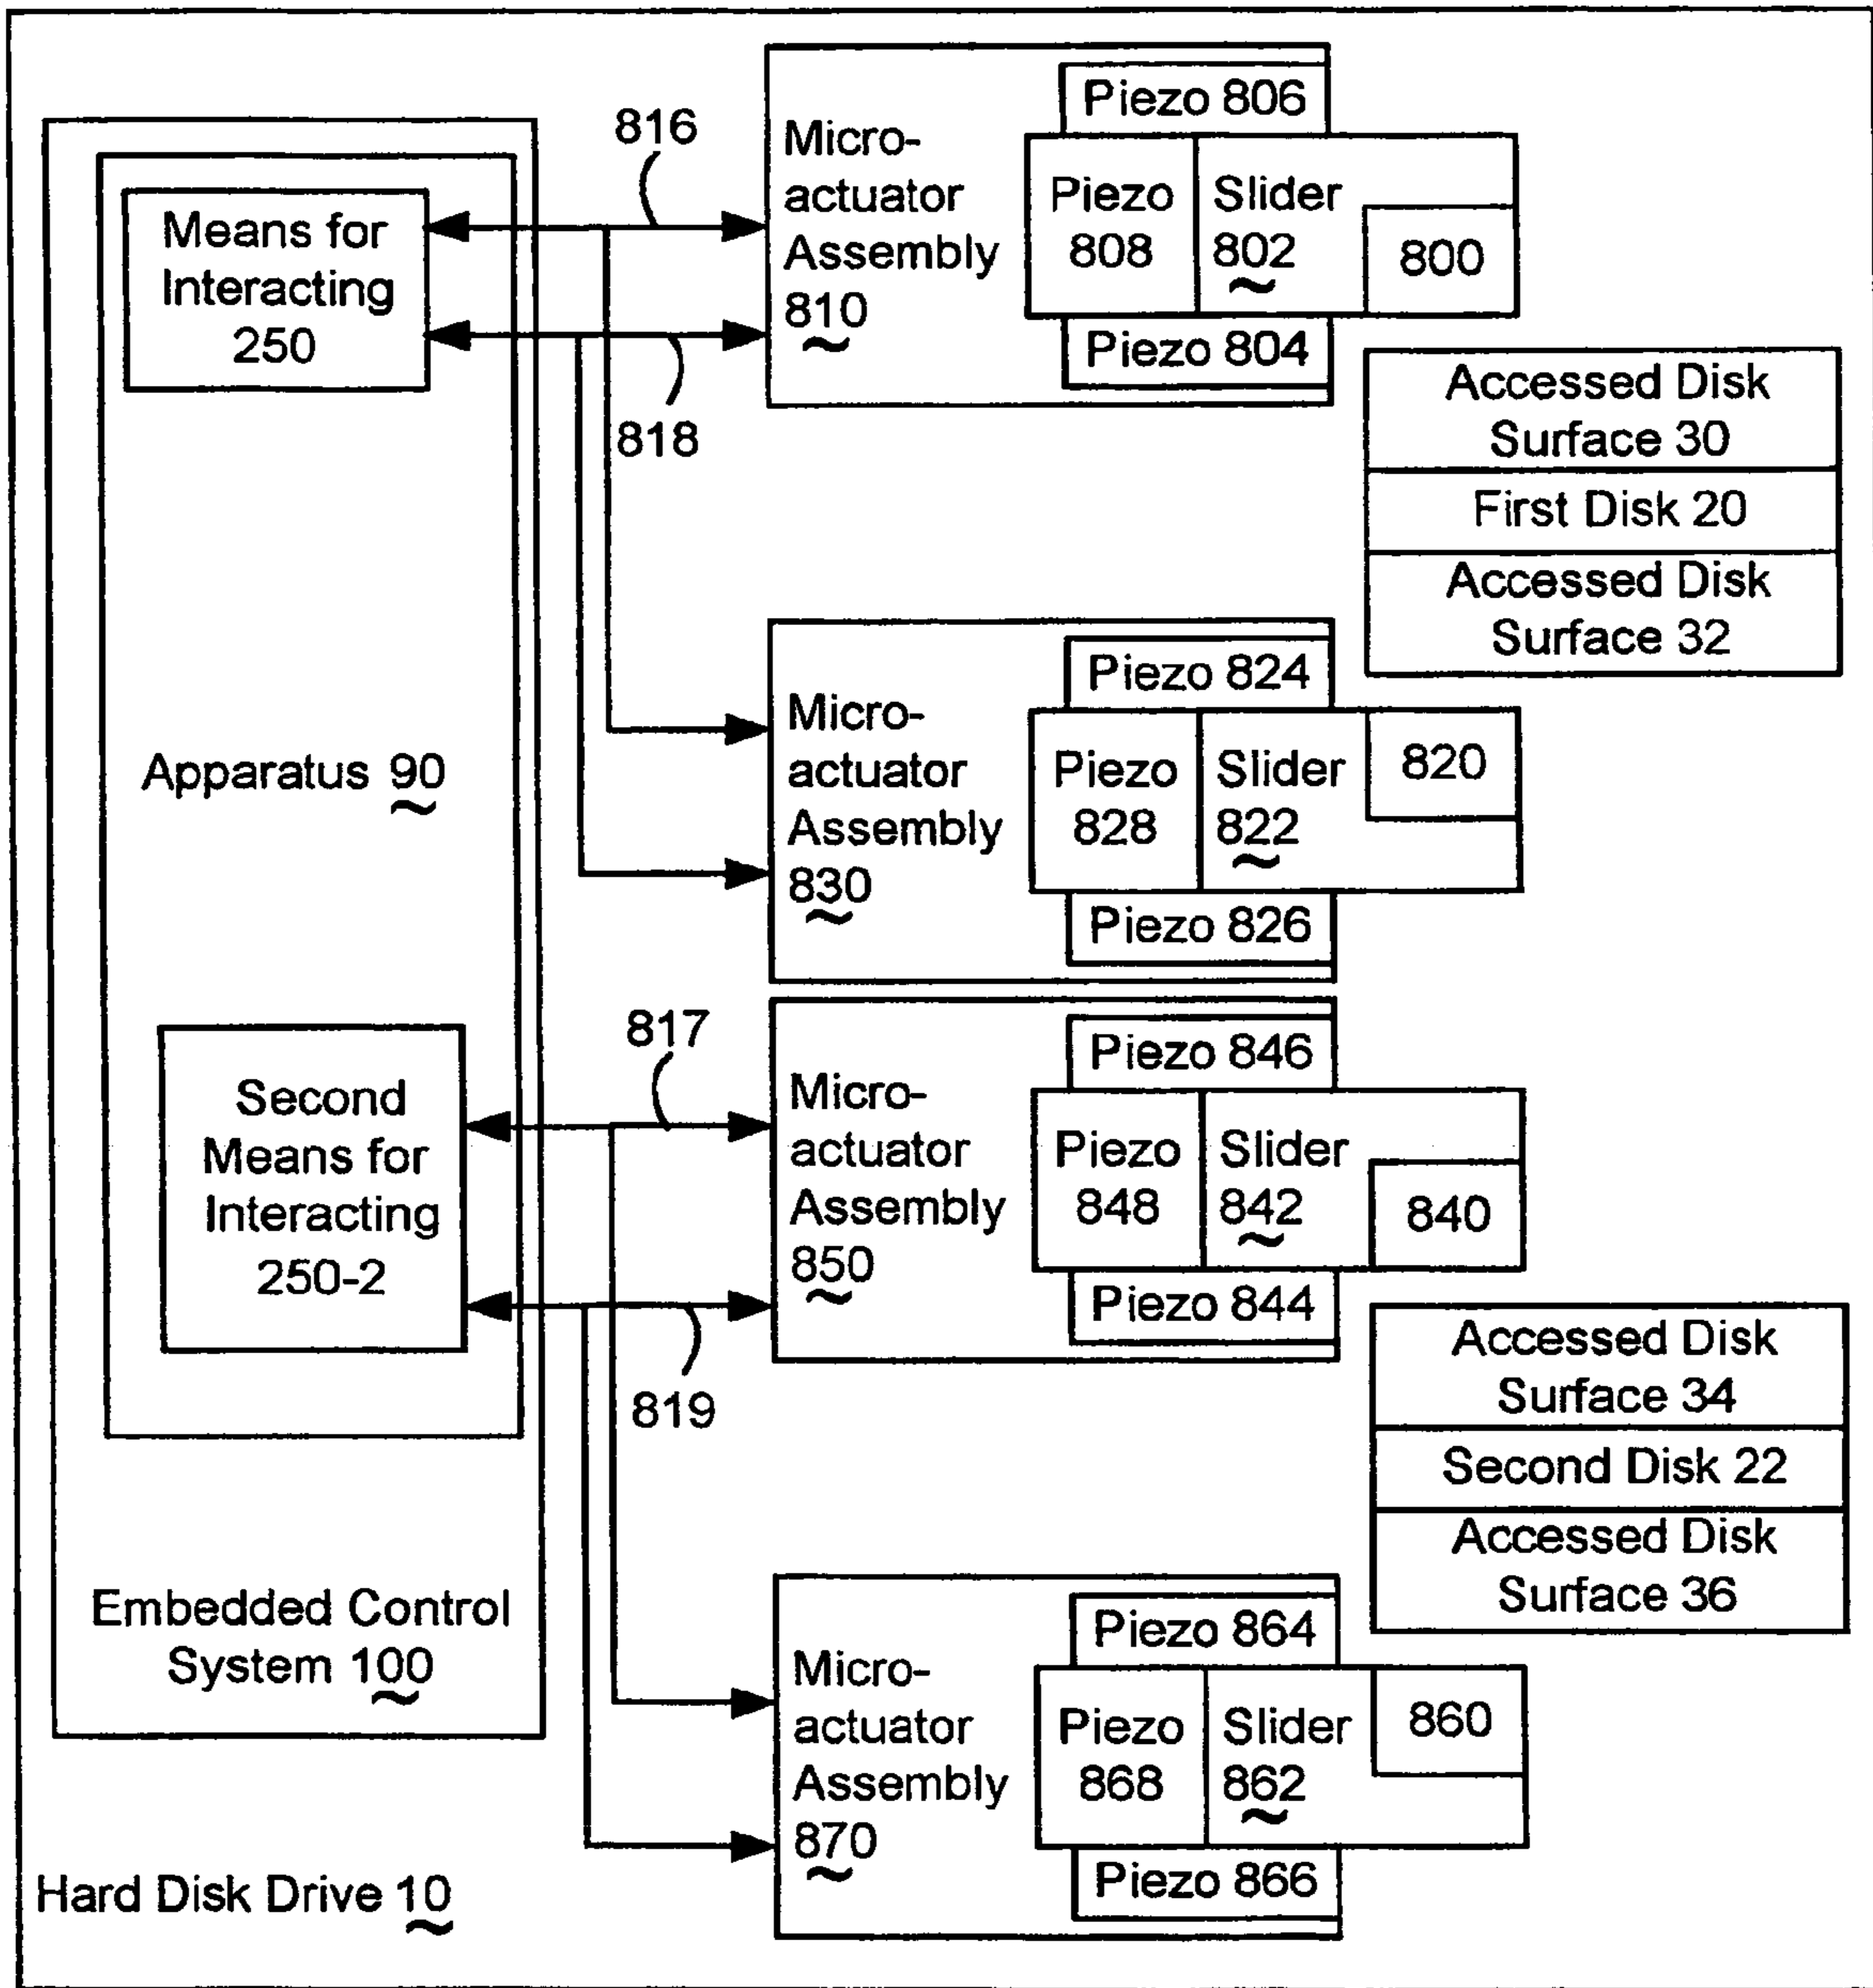 Means for
Interacting
250
816
818
Micro-
actuator
Assembly
810
Piezo 806
Piezo
808
Slider
802
800
Piezo 804
Accessed Disk
Surface 30
First Disk 20
Accessed Disk
Surface 32
Apparatus 90
Micro-
actuator
Assembly
830
Piezo 824
Piezo
828
Slider
822
820
Piezo 826
Second
Means for
Interacting
250-2
817
819
Micro-
actuator
Assembly
850
Piezo 846
Piezo
848
Slider
842
840
Piezo 844
Accessed Disk
Surface 34
Second Disk 22
Accessed Disk
Surface 36
Embedded Control
System 100
Micro-
actuator
Assembly
870
Piezo 864
Piezo
868
Slider
862
860
Piezo 866
Hard Disk Drive 10